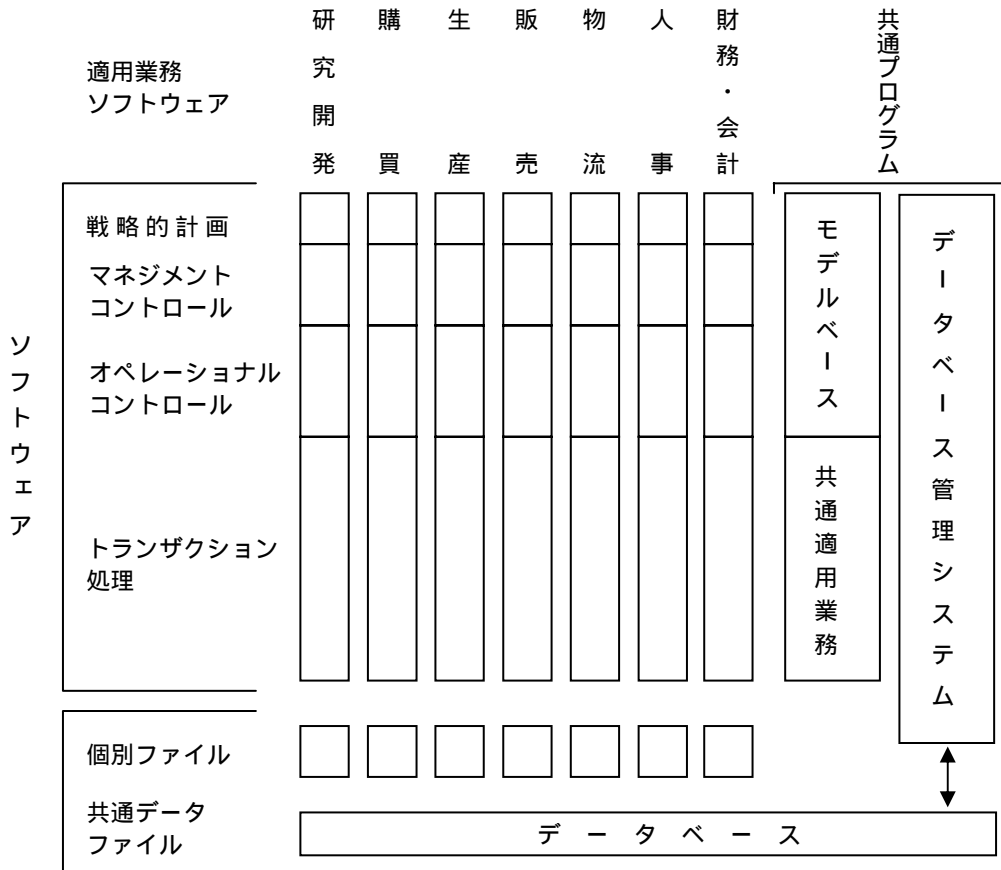 適用業務
ソフトウェア
研究開発
購買
生産
販売
物流
人事
財務・会計
共通プログラム
ソフトウェア
戦略的計画
マネジメント
コントロール
オペレーショナル
コントロール
トランザクション
処理
モデルベース
共通適用業務
データベース管理システム
個別ファイル
共通データ
ファイル
データベース